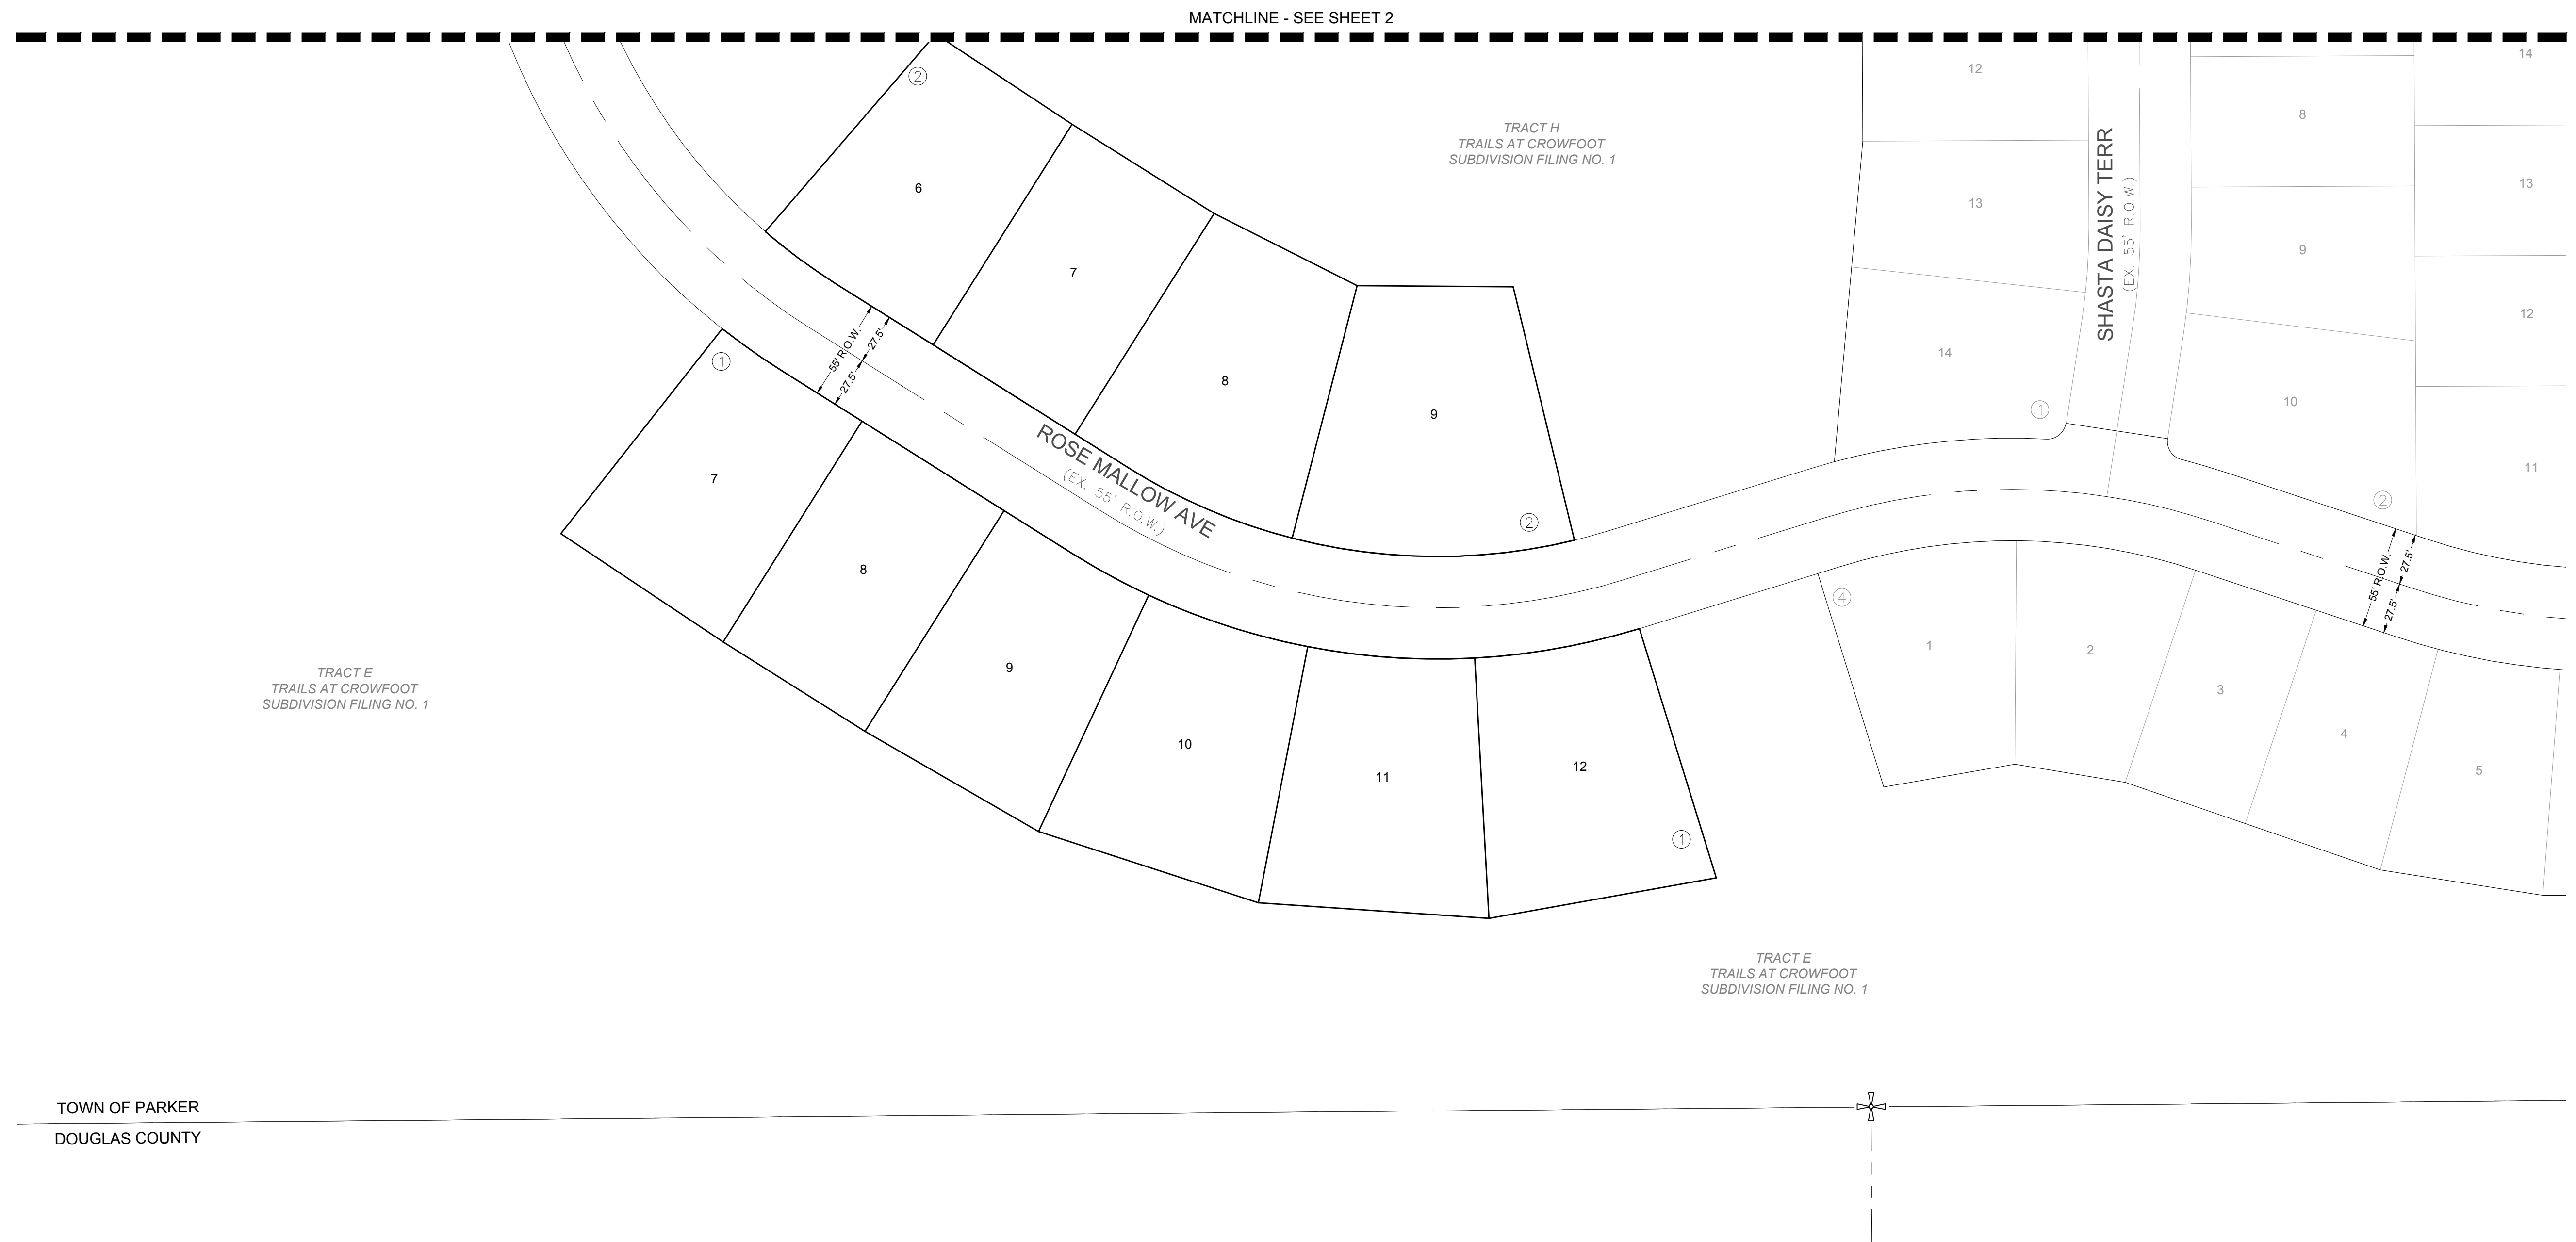 MATCHLINE - SEE SHEET 2
14
12
②
8
TRACT H
TRAILS AT CROWFOOT
SUBDIVISION FILING NO. 1
SHASTA DAISY TERR
(EX. 55' R.O.W.)
13
6
13
9
7
12
55' R.O.W.
27.5'
27.5'
①
14
8
10
①
9
ROSE MALLOW AVE
(EX. 55' R.O.W.)
11
7
②
②
8
55' R.O.W.
27.5'
27.5'
④
1
2
9
3
TRACT E
TRAILS AT CROWFOOT
SUBDIVISION FILING NO. 1
4
10
12
5
11
①
TRACT E
TRAILS AT CROWFOOT
SUBDIVISION FILING NO. 1
TOWN OF PARKER
DOUGLAS COUNTY